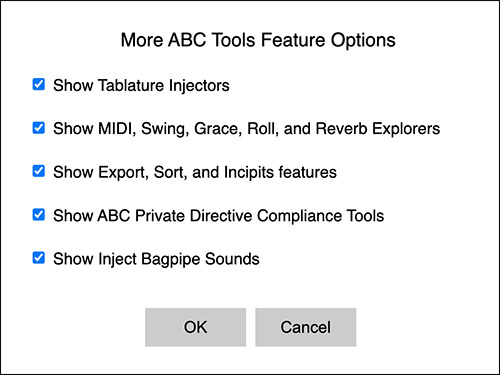 More ABC Tools Feature Options
Show Tablature Injectors
Show MIDI, Swing, Grace, Roll, and Reverb Explorers
Show Export, Sort, and Incipits features
Show ABC Private Directive Compliance Tools
Show Inject Bagpipe Sounds
OK
Cancel